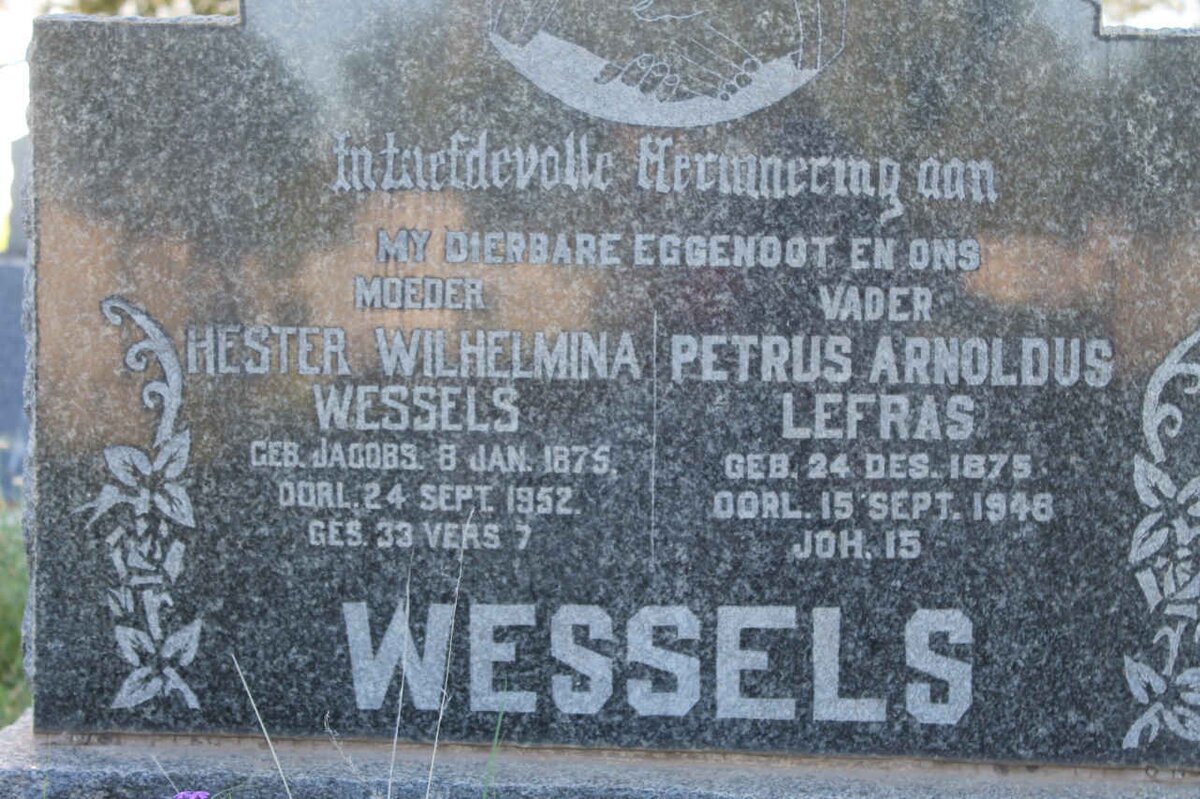 In Liefdevolle Herinnering aan
MY DIERBARE EGGENOOT EN ONS
MOEDER
HESTER WILHELMINA
WESSELS
GEB. JACOBS. 8 JAN. 1875.
OORL. 24 SEPT. 1952.
GES. 33 VERS 7
VADER
PETRUS ARNOLDUS
LEFRAS
GEB. 24 DES. 1875
OORL. 15 SEPT. 1948
JOH. 15
WESSELS